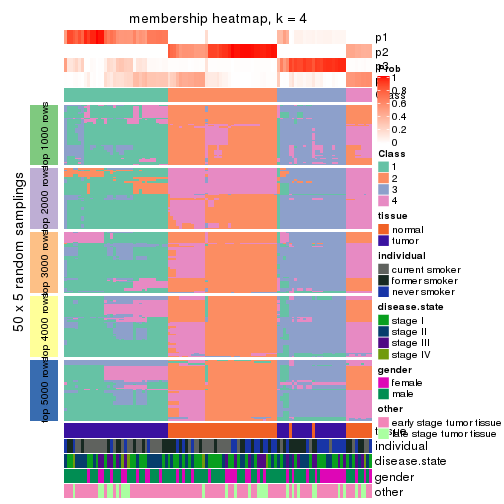 membership heatmap, k = 4
p1
p2
p3
Prob
1
0.8
0.6
0.4
0.2
0
Class
1
2
3
4
tissue
normal
tumor
individual
current smoker
former smoker
never smoker
disease.state
stage I
stage II
stage III
stage IV
gender
female
male
other
early stage tumor tissue
late stage tumor tissue
50 x 5 random samplings
top 1000 rows
top 2000 rows
top 3000 rows
top 4000 rows
top 5000 rows
individual
disease.state
gender
other